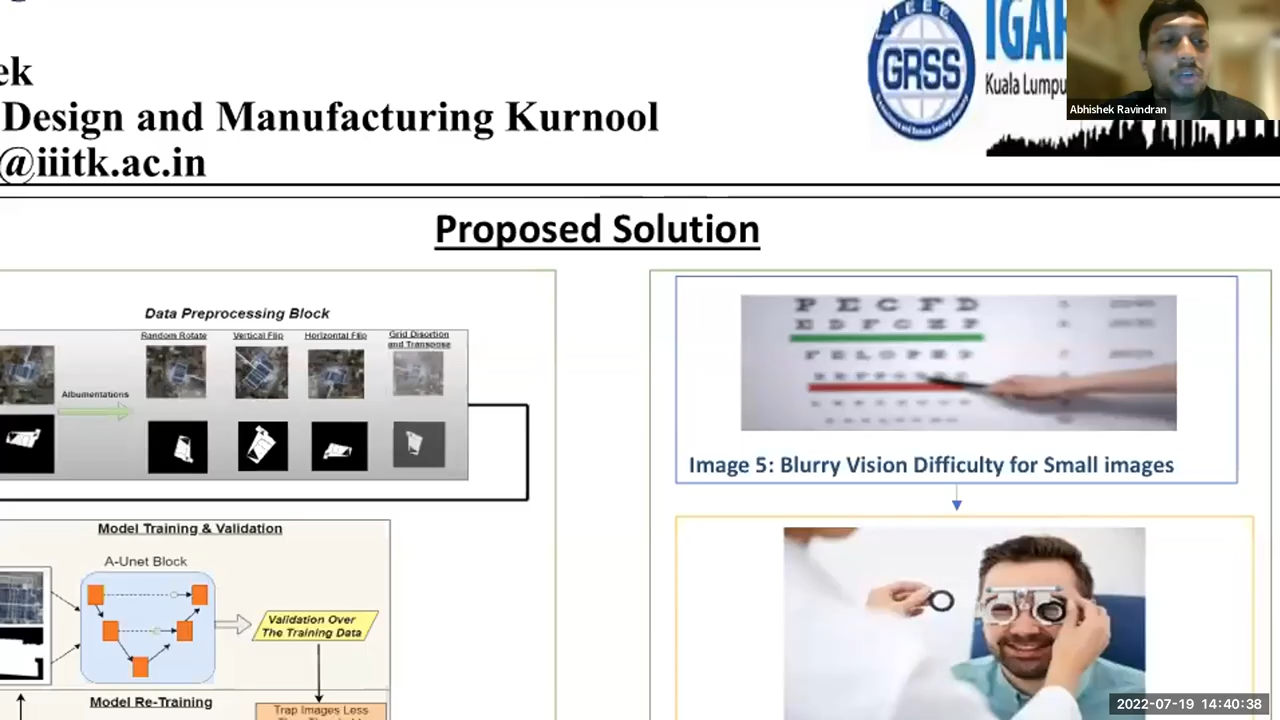 ek
Design and Manufacturing Kurnool
@iiitk.ac.in
IEEE
GRSS
IGAR
Kuala Lumpu
Abhishek Ravindran
Proposed Solution
Data Preprocessing Block
Random Rotate
Vertical Flip
Horizontal Flip
Grid Disortion
and Transpose
Albumentations
Model Training & Validation
A-Unet Block
Validation Over
The Training Data
Model Re-Training
Trap Images Less
P E C F D
E D F C Z P
F E L O P Z D
Image 5: Blurry Vision Difficulty for Small images
2022-07-19 14:40:38